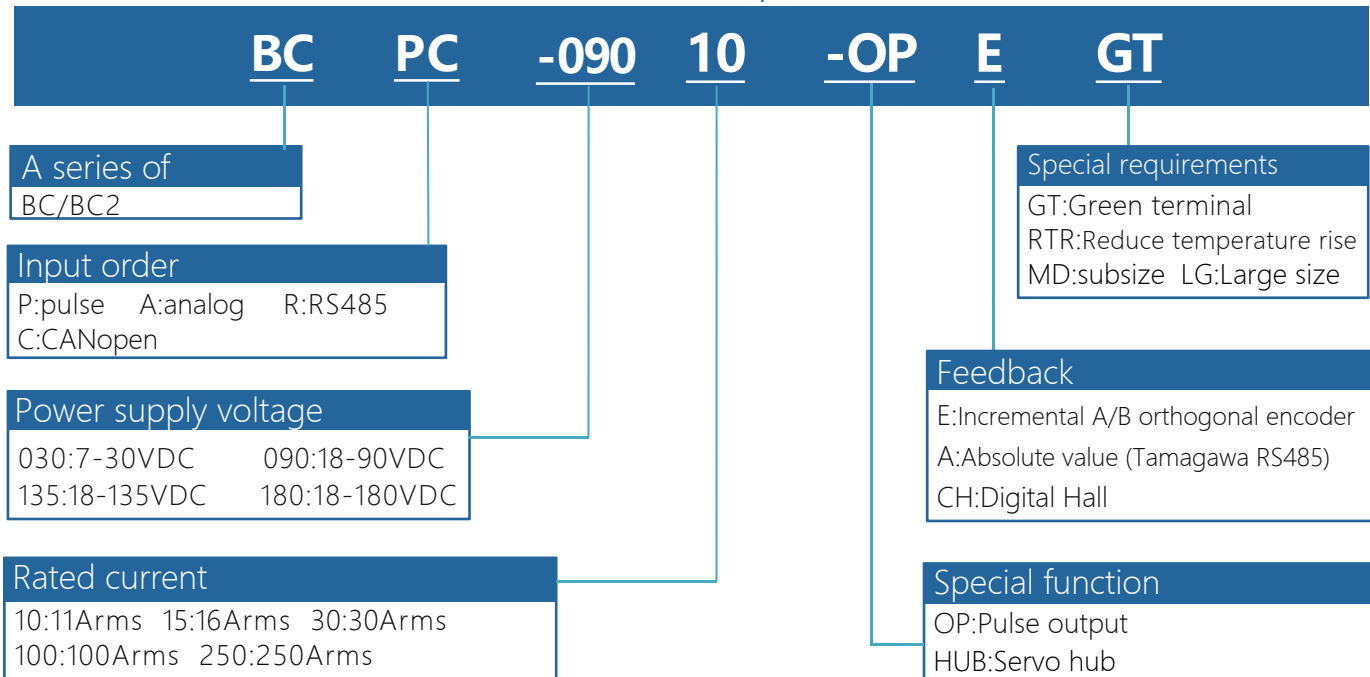 BC PC -090 10 -OP E GT
A series of
BC/BC2
Input order
P:pulse A:analog R:RS485
C:CANopen
Power supply voltage
030:7-30VDC 090:18-90VDC
135:18-135VDC 180:18-180VDC
Rated current
10:11Arms 15:16Arms 30:30Arms
100:100Arms 250:250Arms
Special requirements
GT:Green terminal
RTR:Reduce temperature rise
MD:subsize LG:Large size
Feedback
E:Incremental A/B orthogonal encoder
A:Absolute value (Tamagawa RS485)
CH:Digital Hall
Special function
OP:Pulse output
HUB:Servo hub